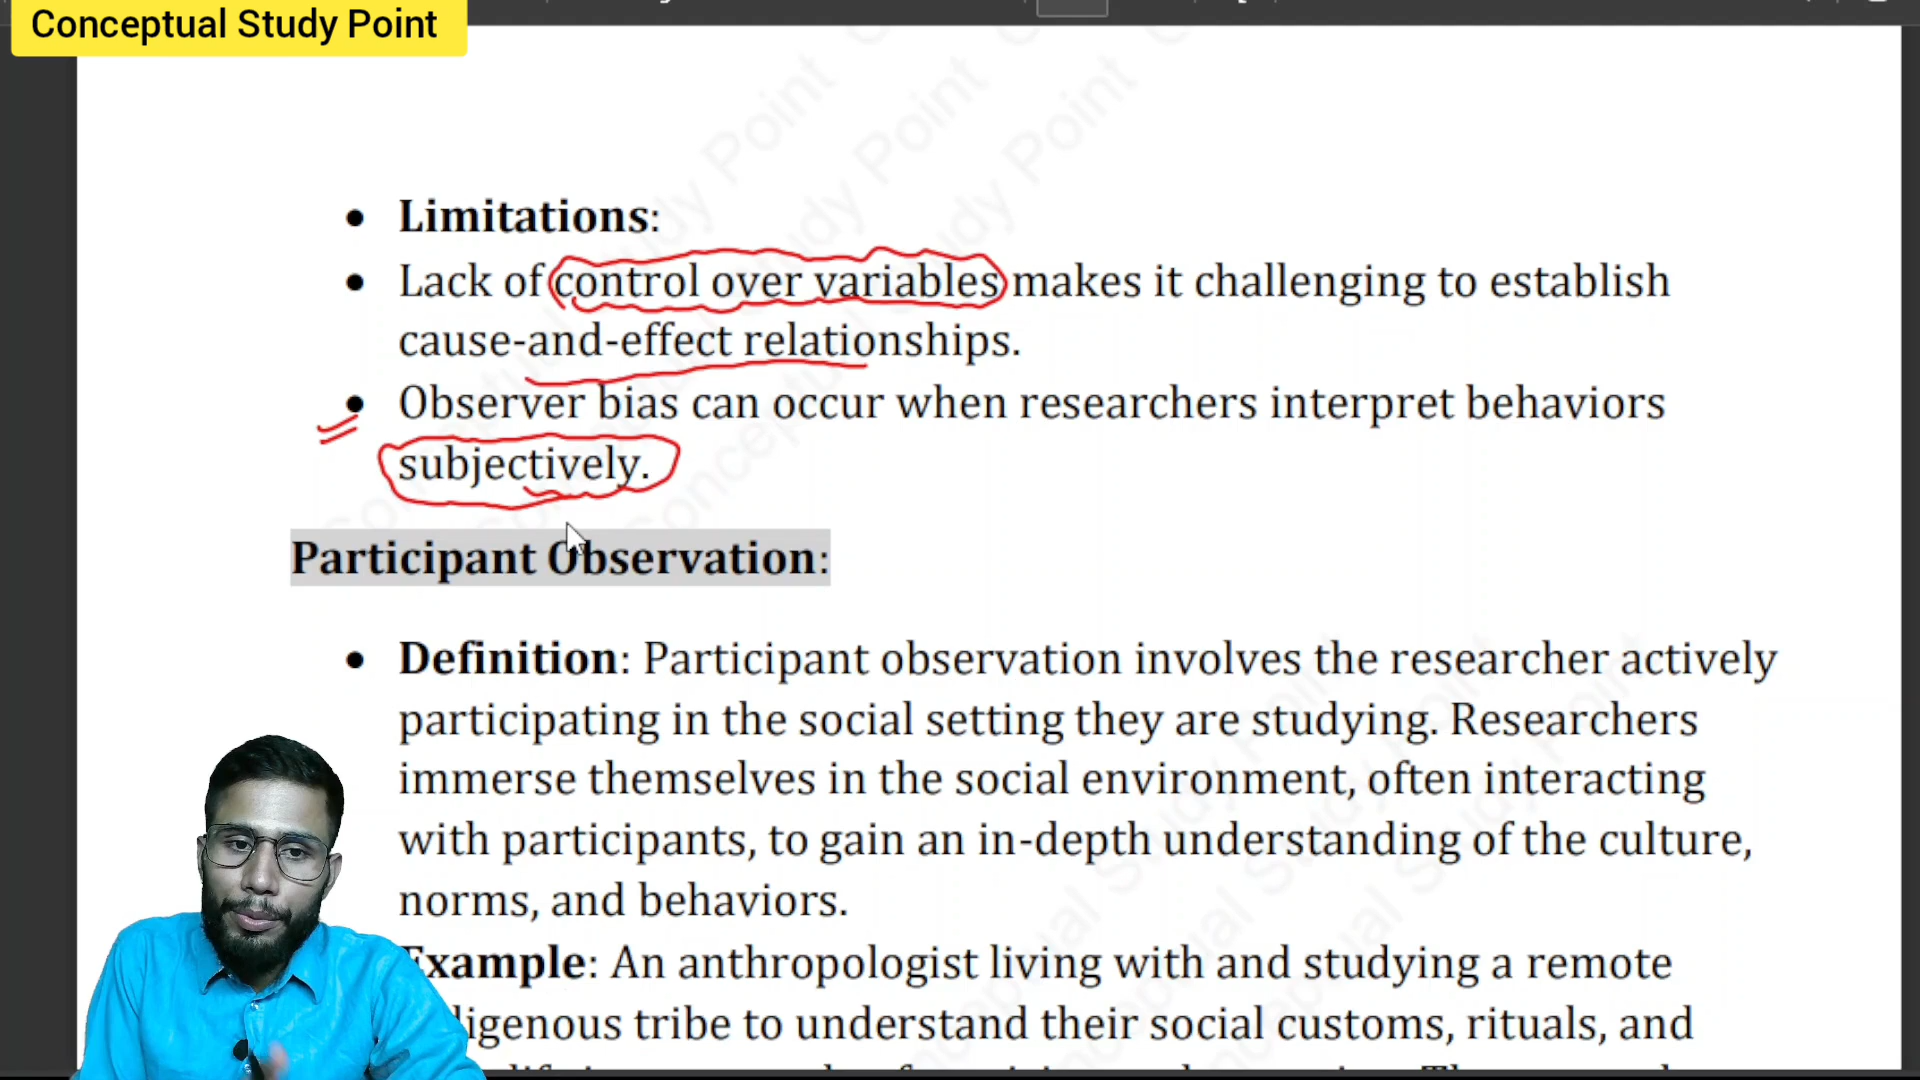 Conceptual Study Point
• Limitations:
• Lack of control over variables makes it challenging to establish
cause-and-effect relationships.
• Observer bias can occur when researchers interpret behaviors
subjectively.
Participant Observation:
• Definition: Participant observation involves the researcher actively
participating in the social setting they are studying. Researchers
immerse themselves in the social environment, often interacting
with participants, to gain an in-depth understanding of the culture,
norms, and behaviors.
Example: An anthropologist living with and studying a remote
digenous tribe to understand their social customs, rituals, and